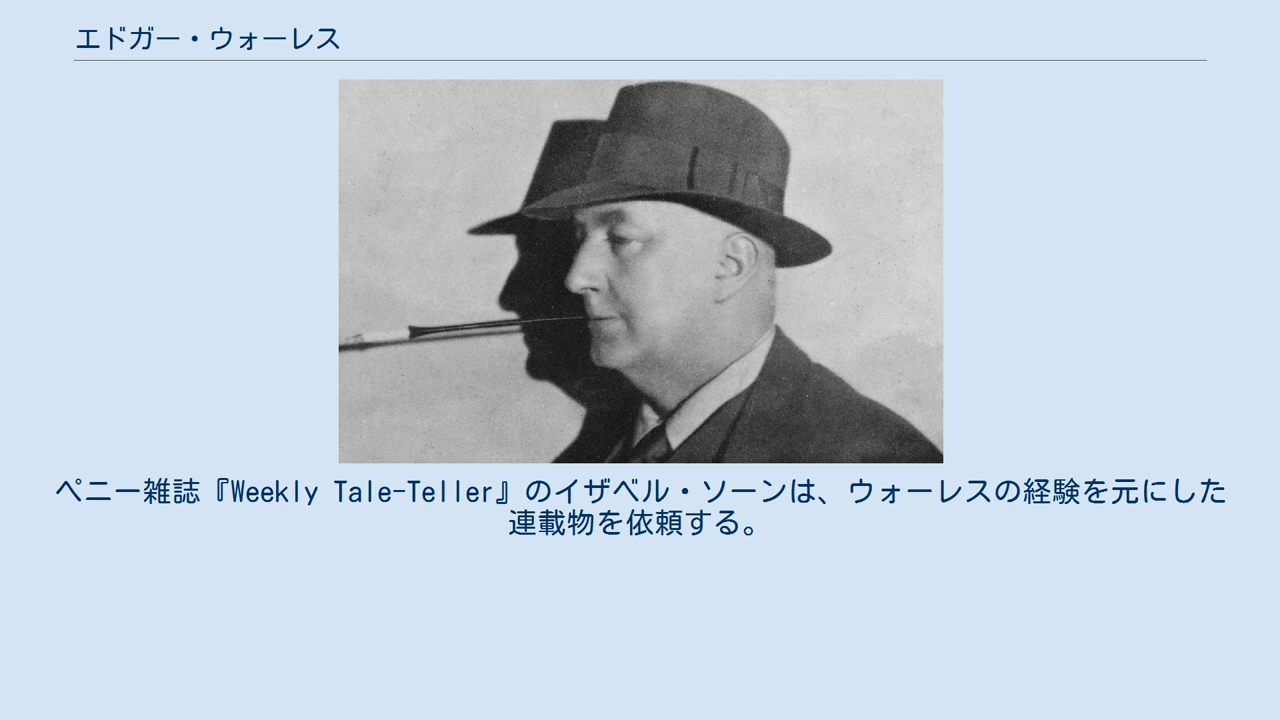 エドガー・ウォーレス
ペニー雑誌『Weekly Tale-Teller』のイザベル・ソーンは、ウォーレスの経験を元にした
連載物を依頼する。